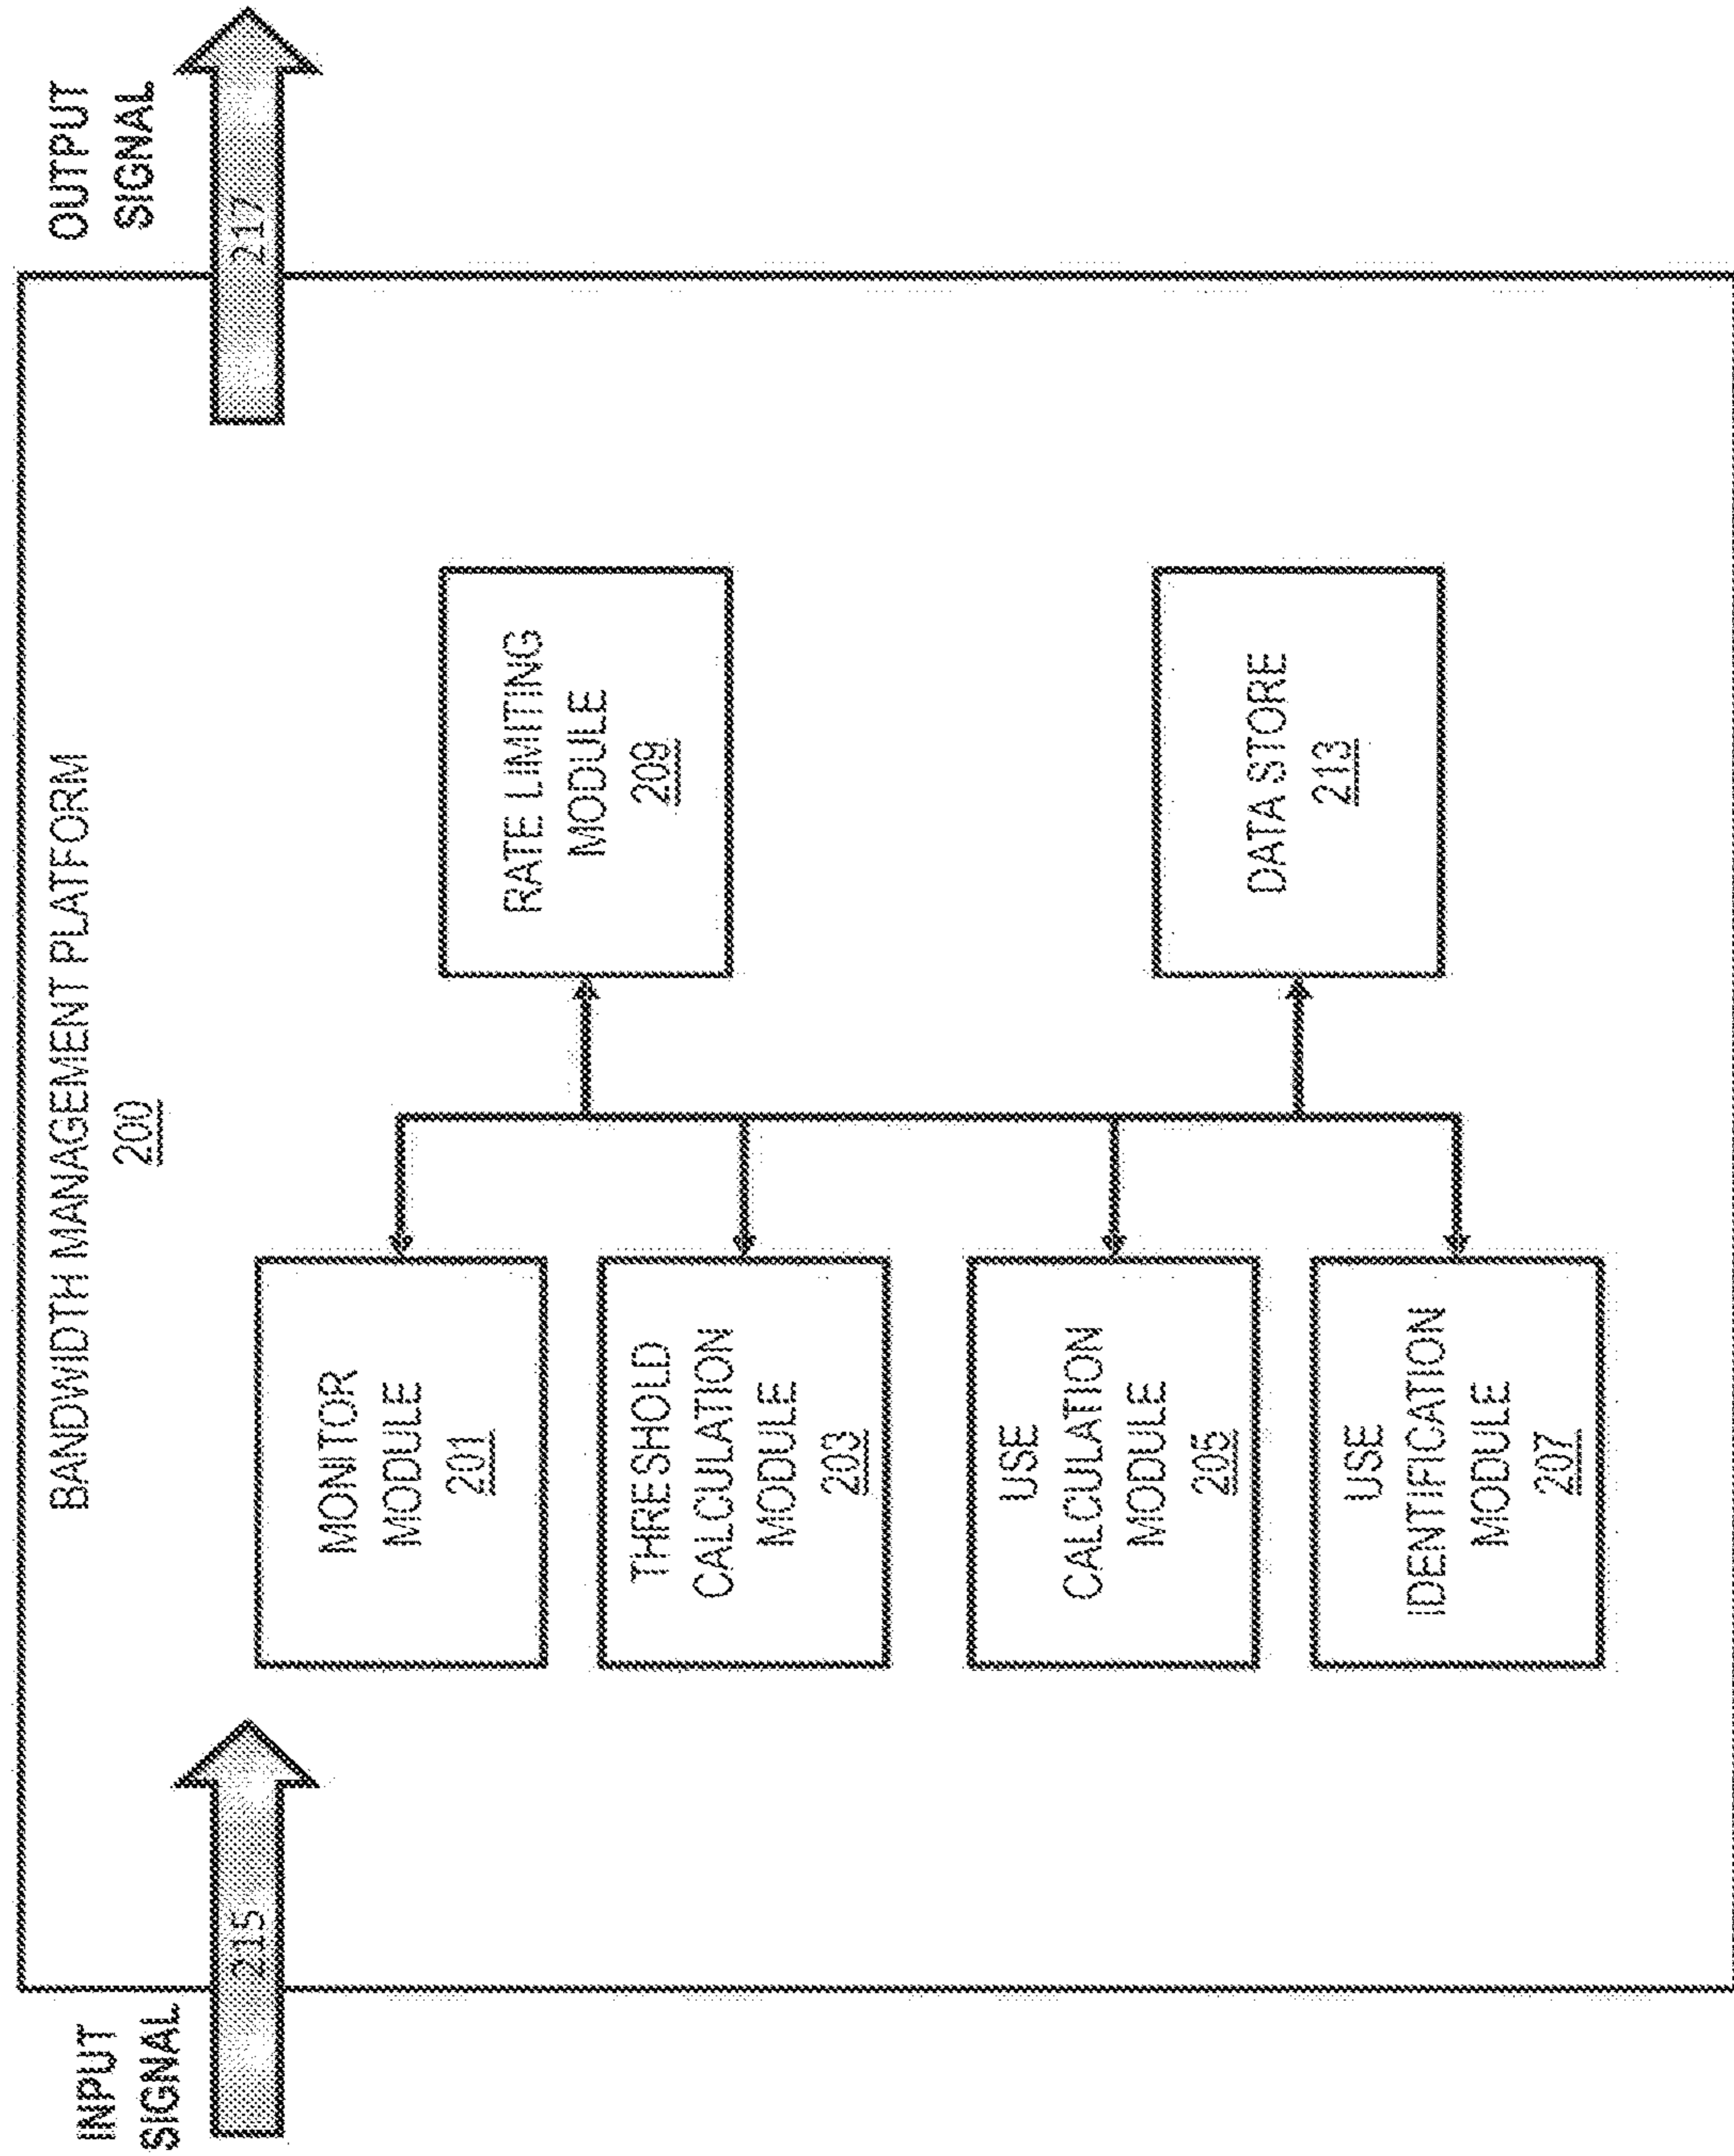 INPUT
SIGNAL
215
BANDWIDTH MANAGEMENT PLATFORM
200
OUTPUT
SIGNAL
217
MONITOR
MODULE
201
THRESHOLD
CALCULATION
MODULE
203
USE
CALCULATION
MODULE
205
USE
IDENTIFICATION
MODULE
207
RATE LIMITING
MODULE
209
DATA STORE
213